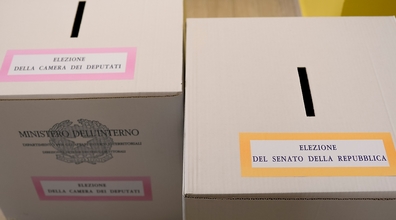 ELEZIONE
DELLA CAMERA DEI DEPUTATI
MINISTERO DELL'INTERNO
ELEZIONE
DELLA CAMERA DEI DEPUTATI
ELEZIONE
DEL SENATO DELLA REPUBBLICA